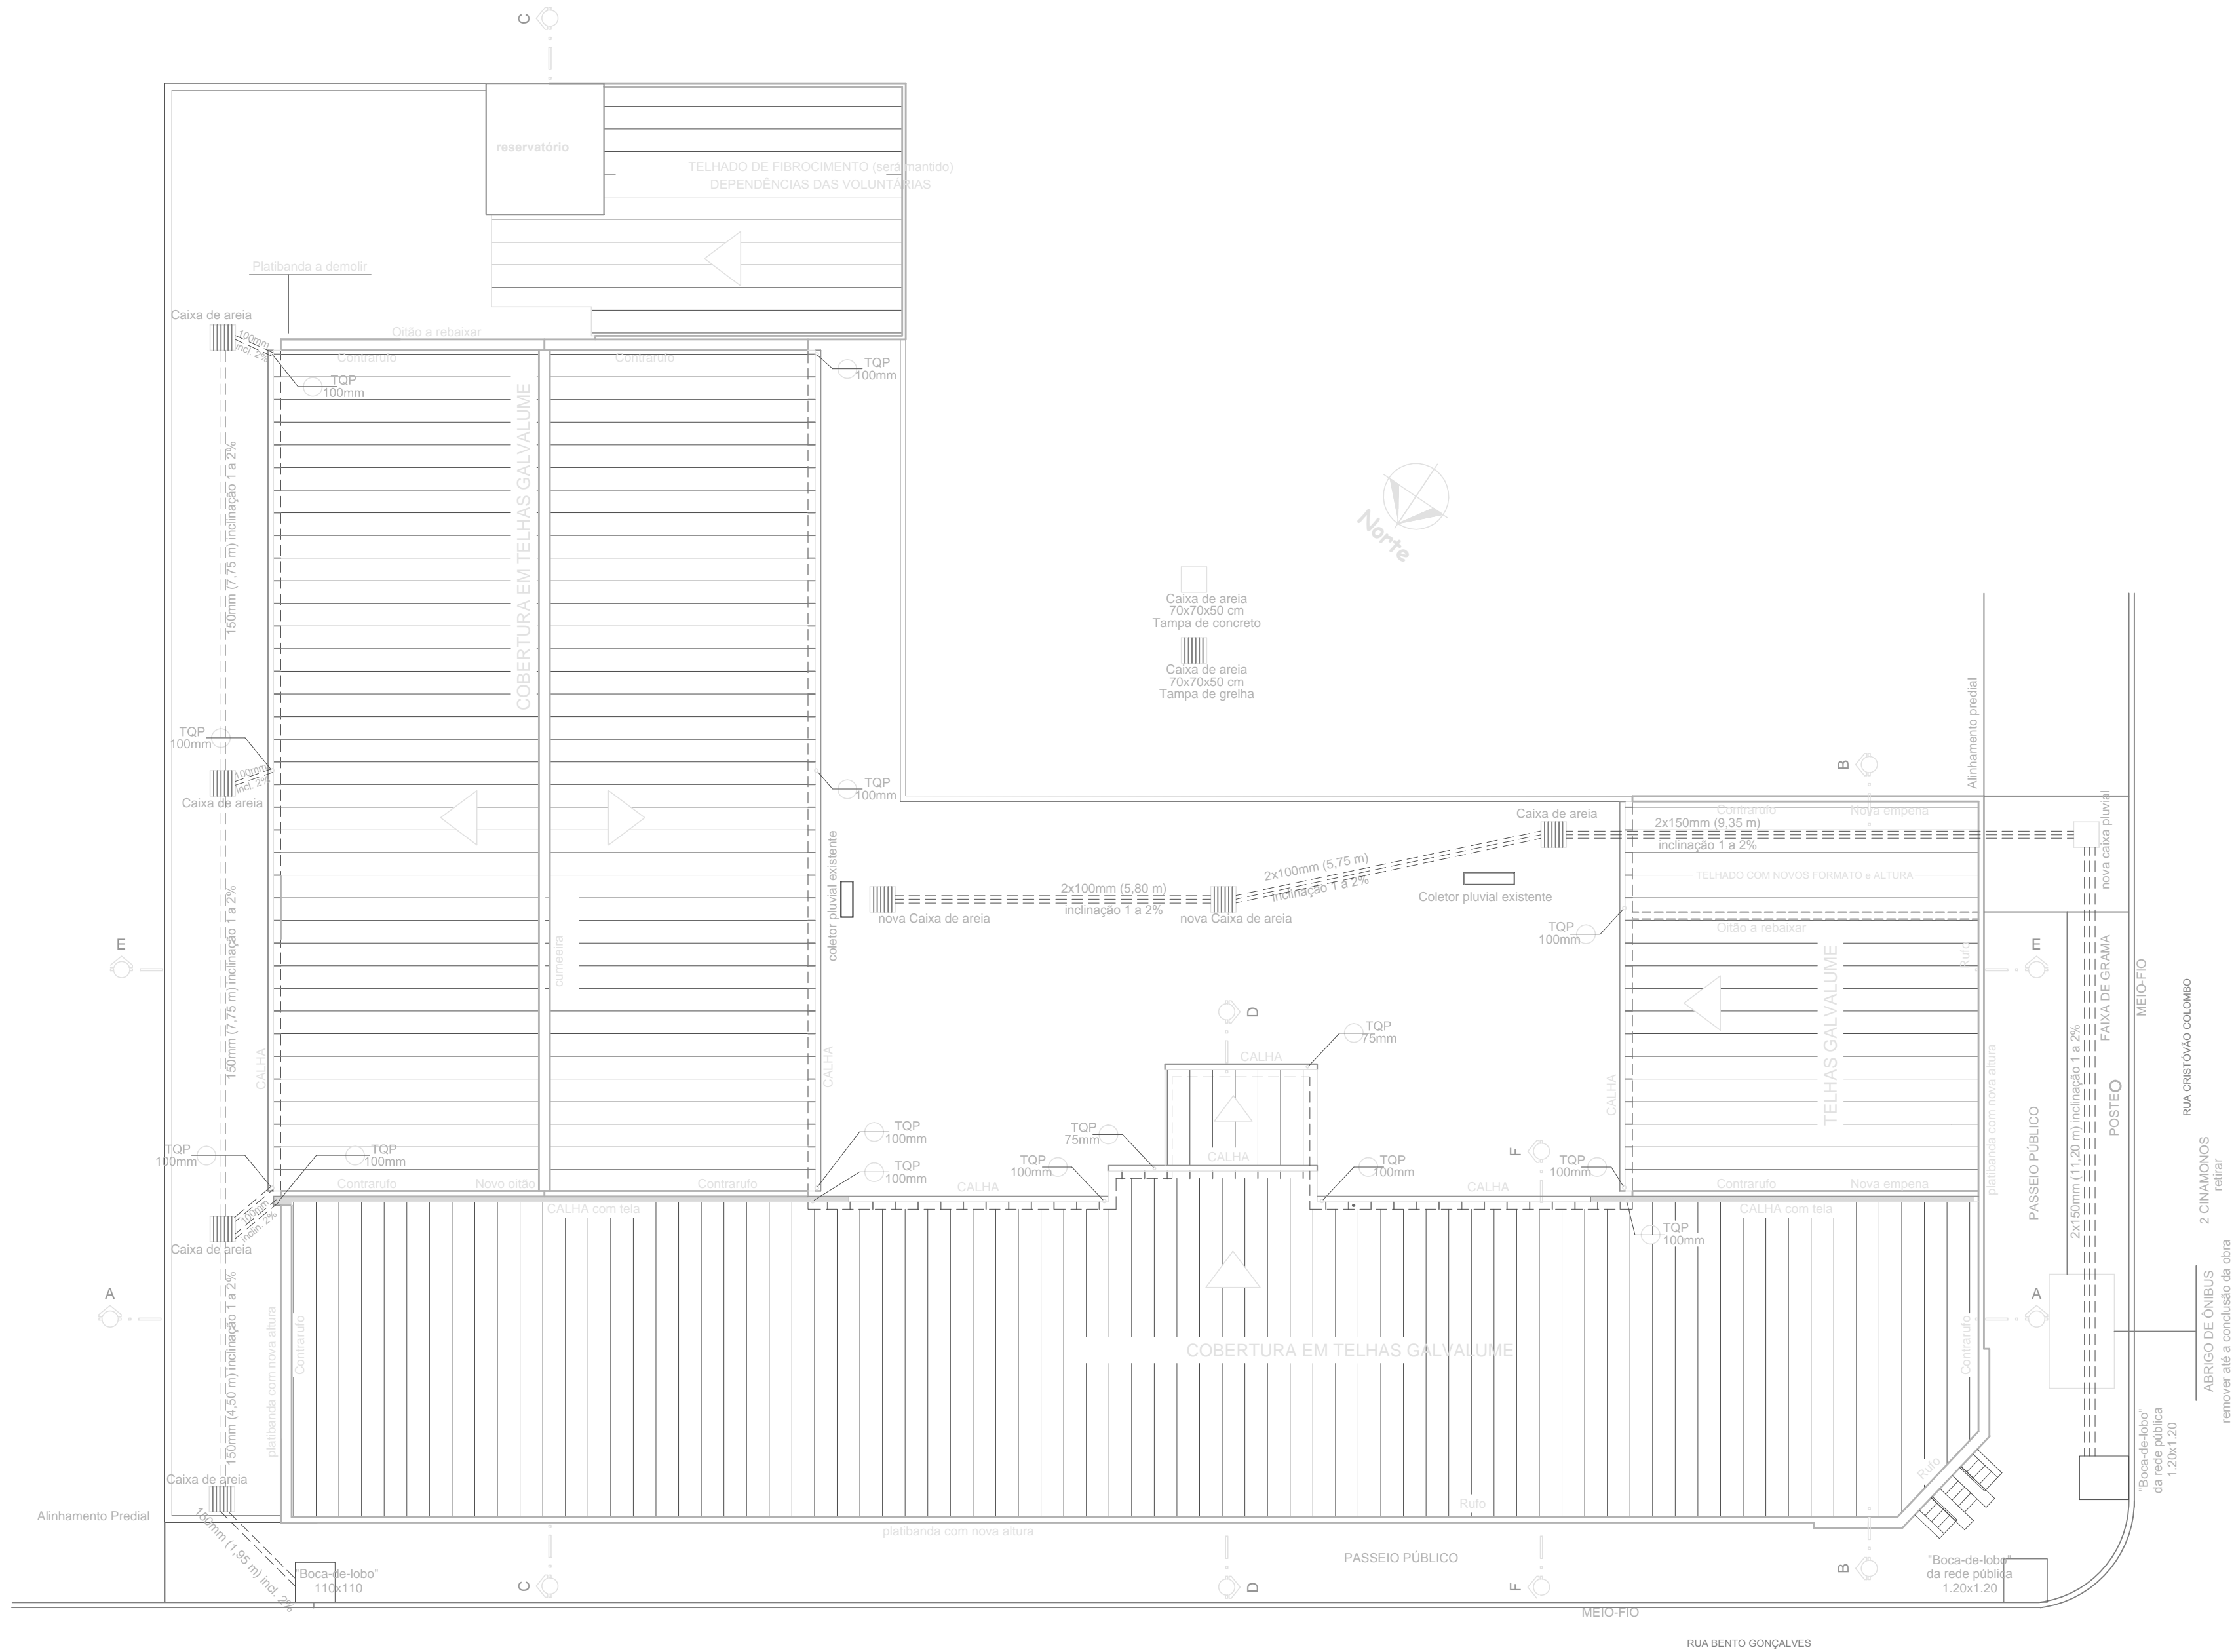 C
reservatório
TELHADO DE FIBROCIMENTO (será mantido)
DEPENDÊNCIAS DAS VOLUNTÁRIAS
Platibanda a demolir
Caixa de areia
100mm
incl. 2%
Oitão a rebaixar
Contrarufo
Contrarufo
TQP
100mm
TQP
100mm
COBERTURA EM TELHAS GALVALUME
150mm (7,75 m) inclinação 1 a 2%
Norte
Caixa de areia
70x70x50 cm
Tampa de concreto
Caixa de areia
70x70x50 cm
Tampa de grelha
Alinhamento predial
TQP
100mm
100mm
incl. 2%
Caixa de areia
TQP
100mm
B
Caixa de areia
Contrarufo
Nova empena
2x150mm (9,35 m)
inclinação 1 a 2%
nova caixa pluvial
TELHADO COM NOVOS FORMATO e ALTURA
2x100mm (5,75 m)
inclinação 1 a 2%
Coletor pluvial existente
coletor pluvial existente
2x100mm (5,80 m)
inclinação 1 a 2%
nova Caixa de areia
nova Caixa de areia
TQP
100mm
Oitão a rebaixar
cumeeira
E
E
Rufo
TELHAS GALVALUME
FAIXA DE GRAMA
MEIO-FIO
RUA CRISTÓVÃO COLOMBO
150mm (7,75 m) inclinação 1 a 2%
CALHA
CALHA
D
TQP
75mm
CALHA
CALHA
platibanda com nova altura
PASSEIO PÚBLICO
2x150mm (11,20 m) inclinação 1 a 2%
POSTE
2 CINAMONOS
retirar
TQP
100mm
TQP
100mm
TQP
100mm
TQP
100mm
TQP
75mm
TQP
100mm
CALHA
TQP
100mm
F
TQP
100mm
Contrarufo
Novo oitão
Contrarufo
CALHA
CALHA
Contrarufo
Nova empena
CALHA com tela
CALHA com tela
TQP
100mm
100mm
inclin. 2%
Caixa de areia
A
A
150mm (4,50 m) inclinação 1 a 2%
platibanda com nova altura
Contrarufo
COBERTURA EM TELHAS GALVALUME
Contrarufo
ABRIGO DE ÔNIBUS
remover até a conclusão da obra
"Boca-de-lobo"
da rede pública
1.20x1.20
Caixa de areia
Rufo
Rufo
Alinhamento Predial
150mm (1,95 m) incl. 2%
platibanda com nova altura
PASSEIO PÚBLICO
"Boca-de-lobo"
110x110
C
D
F
B
"Boca-de-lobo"
da rede pública
1.20x1.20
MEIO-FIO
RUA BENTO GONÇALVES